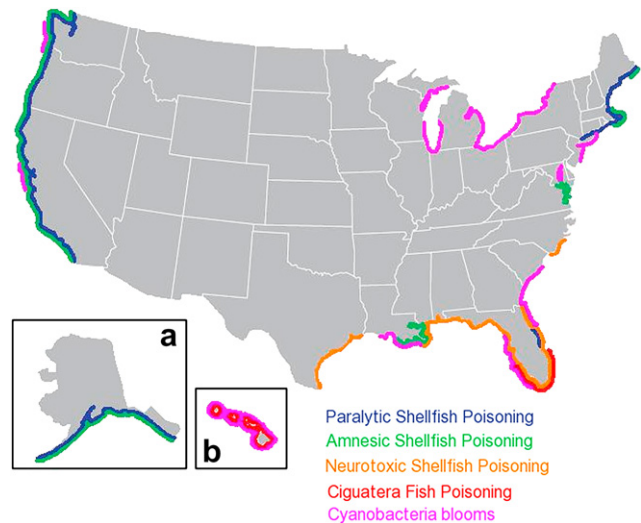 a
b
Paralytic Shellfish Poisoning
Amnesic Shellfish Poisoning
Neurotoxic Shellfish Poisoning
Ciguatera Fish Poisoning
Cyanobacteria blooms